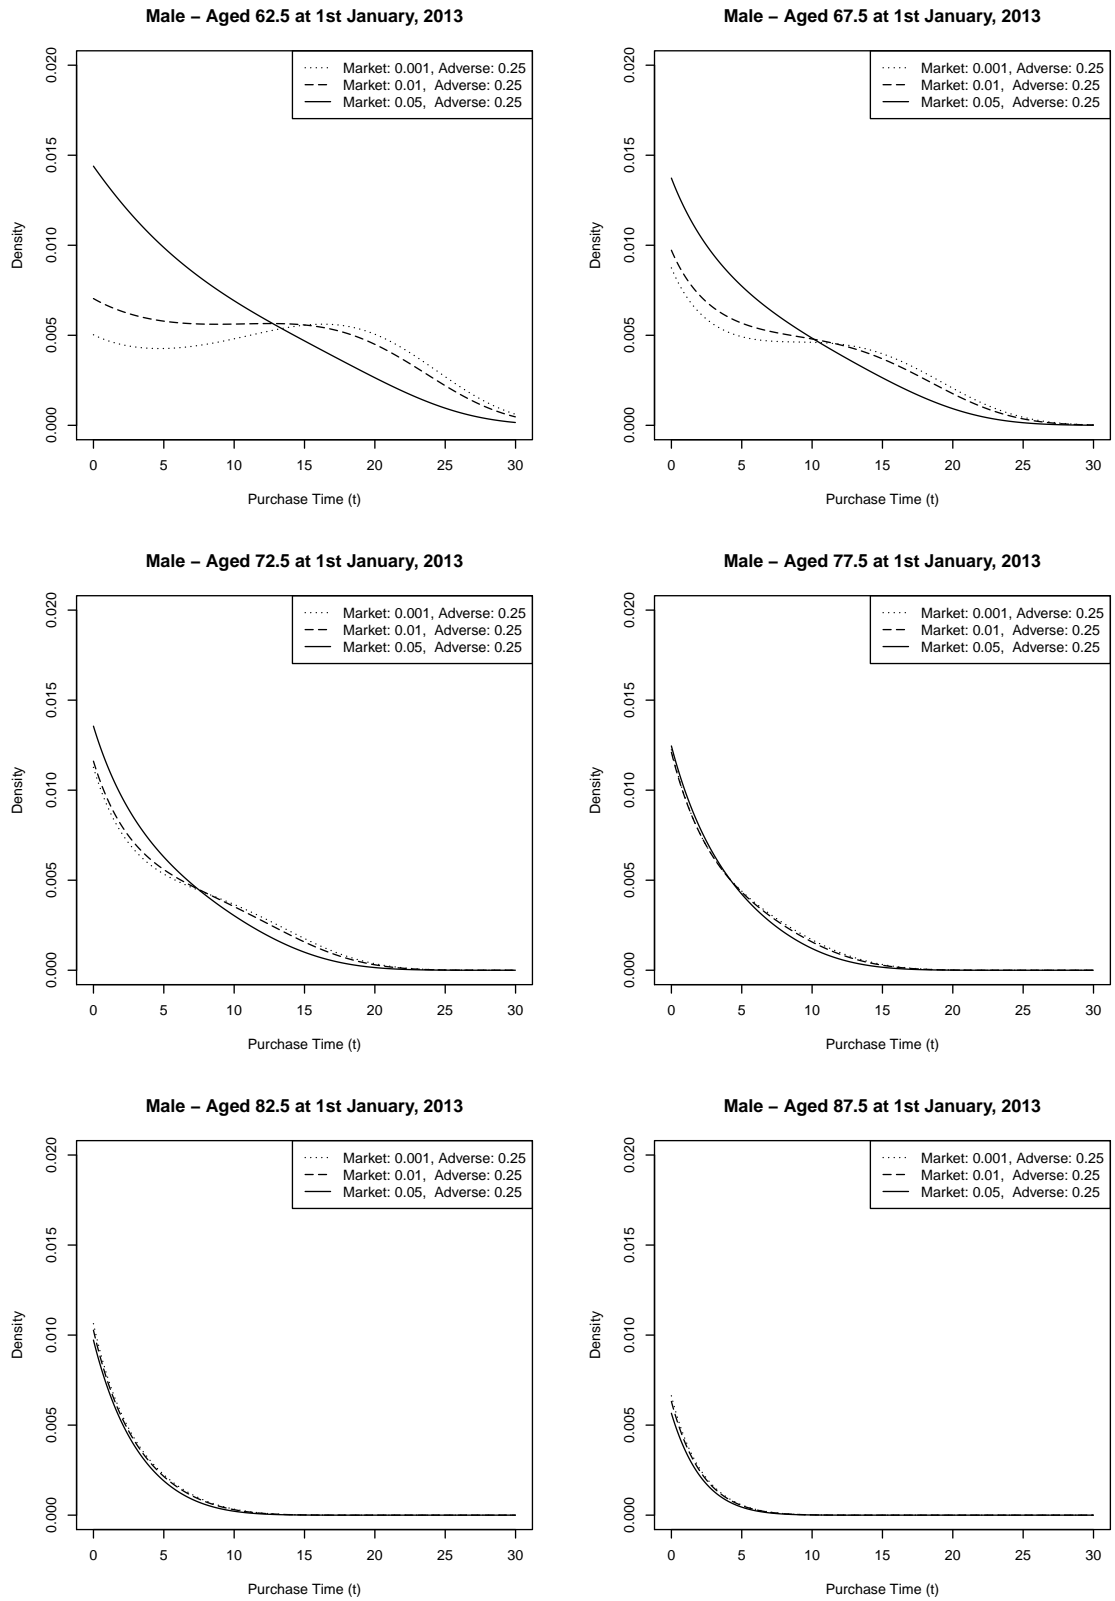 Male – Aged 62.5 at 1st January, 2013
0.020
0.015
0.010
0.005
0.000
Density
Market: 0.001, Adverse: 0.25
Market: 0.01, Adverse: 0.25
Market: 0.05, Adverse: 0.25
0 5 10 15 20 25 30
Purchase Time (t)
Male – Aged 67.5 at 1st January, 2013
0.020
0.015
0.010
0.005
0.000
Density
Market: 0.001, Adverse: 0.25
Market: 0.01, Adverse: 0.25
Market: 0.05, Adverse: 0.25
0 5 10 15 20 25 30
Purchase Time (t)
Male – Aged 72.5 at 1st January, 2013
0.020
0.015
0.010
0.005
0.000
Density
Market: 0.001, Adverse: 0.25
Market: 0.01, Adverse: 0.25
Market: 0.05, Adverse: 0.25
0 5 10 15 20 25 30
Purchase Time (t)
Male – Aged 77.5 at 1st January, 2013
0.020
0.015
0.010
0.005
0.000
Density
Market: 0.001, Adverse: 0.25
Market: 0.01, Adverse: 0.25
Market: 0.05, Adverse: 0.25
0 5 10 15 20 25 30
Purchase Time (t)
Male – Aged 82.5 at 1st January, 2013
0.020
0.015
0.010
0.005
0.000
Density
Market: 0.001, Adverse: 0.25
Market: 0.01, Adverse: 0.25
Market: 0.05, Adverse: 0.25
0 5 10 15 20 25 30
Purchase Time (t)
Male – Aged 87.5 at 1st January, 2013
0.020
0.015
0.010
0.005
0.000
Density
Market: 0.001, Adverse: 0.25
Market: 0.01, Adverse: 0.25
Market: 0.05, Adverse: 0.25
0 5 10 15 20 25 30
Purchase Time (t)